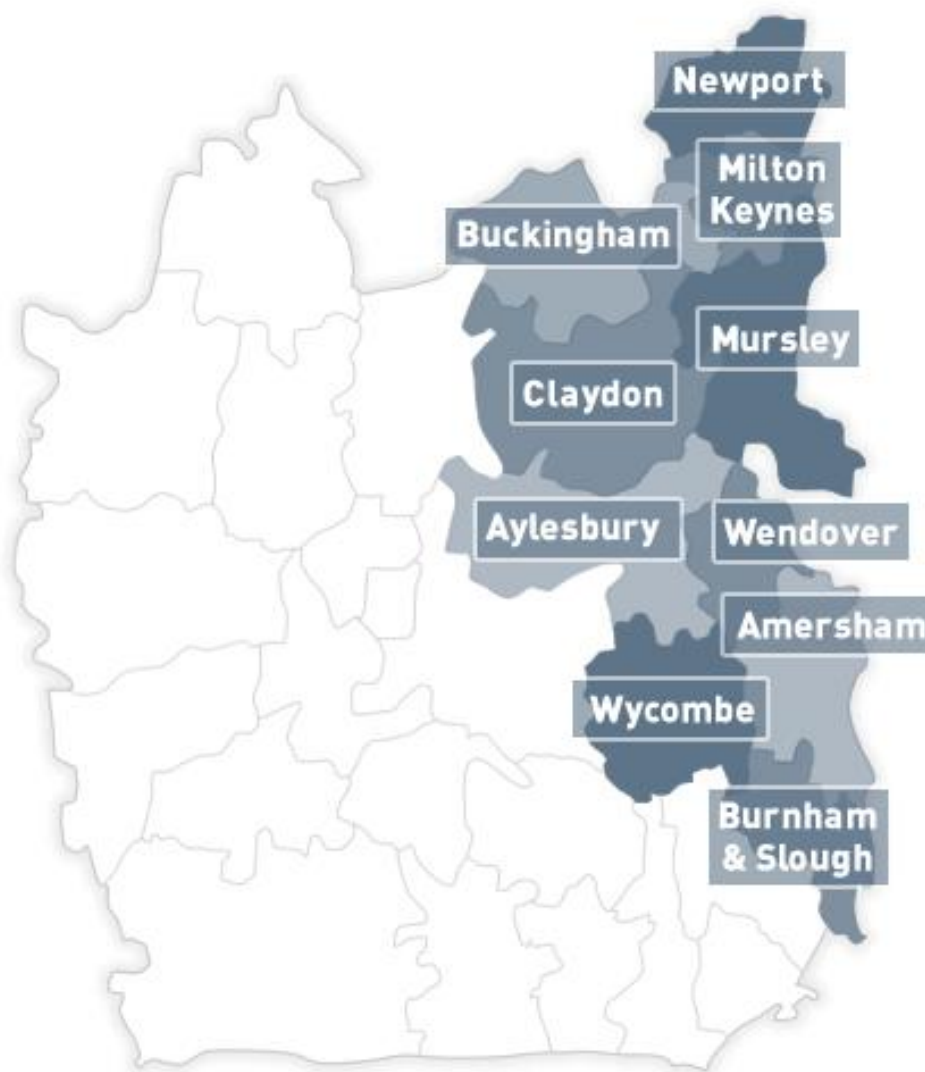 Newport
Milton
Keynes
Buckingham
Mursley
Claydon
Aylesbury
Wendover
Amersham
Wycombe
Burnham
& Slough